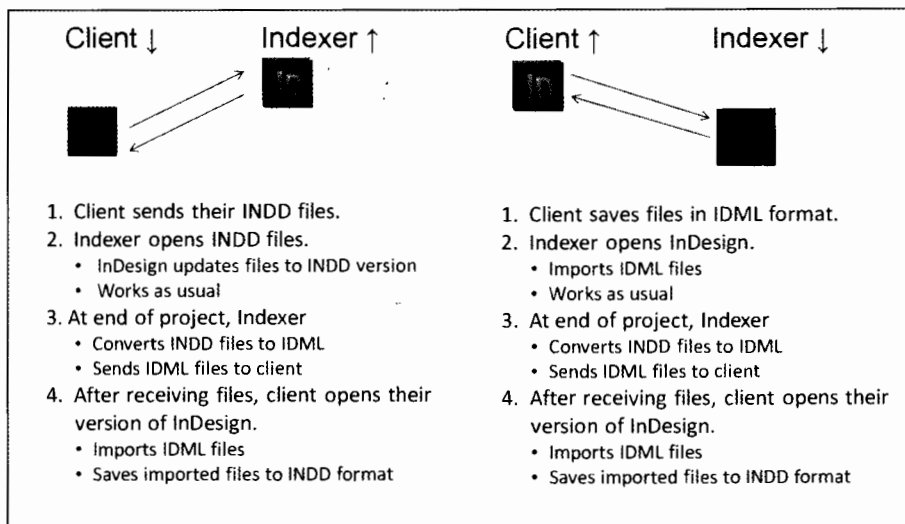 Client ↓
Indexer ↑
In
1. Client sends their INDD files.
2. Indexer opens INDD files.
• InDesign updates files to INDD version
• Works as usual
3. At end of project, Indexer
• Converts INDD files to IDML
• Sends IDML files to client
4. After receiving files, client opens their
version of InDesign.
• Imports IDML files
• Saves imported files to INDD format
Client ↑
Indexer ↓
In
1. Client saves files in IDML format.
2. Indexer opens InDesign.
• Imports IDML files
• Works as usual
3. At end of project, Indexer
• Converts INDD files to IDML
• Sends IDML files to client
4. After receiving files, client opens their
version of InDesign.
• Imports IDML files
• Saves imported files to INDD format